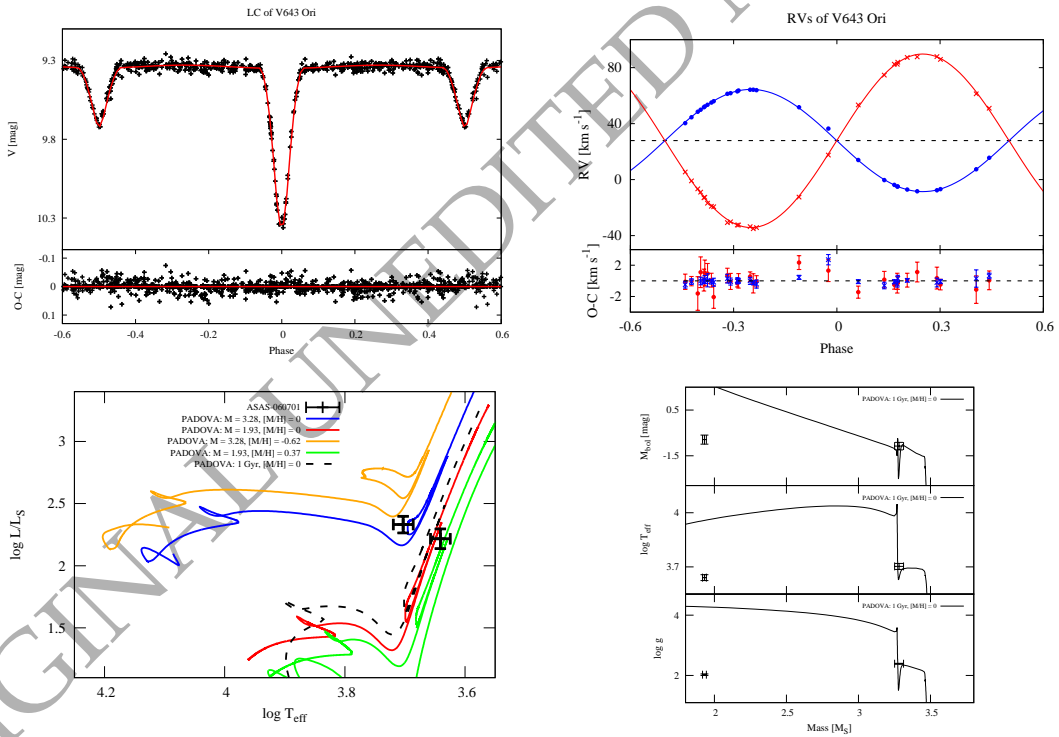 LC of V643 Ori
9.3
9.8
10.3
V [mag]
-0.1
0
0.1
O-C [mag]
-0.6 -0.4 -0.2 0 0.2 0.4 0.6
Phase
RVs of V643 Ori
80
40
0
-40
RV [km s-1]
2
0
-2
O-C [km s-1]
-0.6 -0.3 0 0.3 0.6
Phase
ASAS-060701
PADOVA: M = 3.28, [M/H] = 0
PADOVA: M = 1.93, [M/H] = 0
PADOVA: M = 3.28, [M/H] = -0.62
PADOVA: M = 1.93, [M/H] = 0.37
PADOVA: 1 Gyr, [M/H] = 0
3
2.5
2
1.5
log L/LS
4.2 4 3.8 3.6
log Teff
PADOVA: 1 Gyr, [M/H] = 0
0.5
-1.5
Mbol [mag]
PADOVA: 1 Gyr, [M/H] = 0
4
3.7
log Teff
PADOVA: 1 Gyr, [M/H] = 0
4
2
log g
2 2.5 3 3.5
Mass [MS]
IGINAL UNEDITED